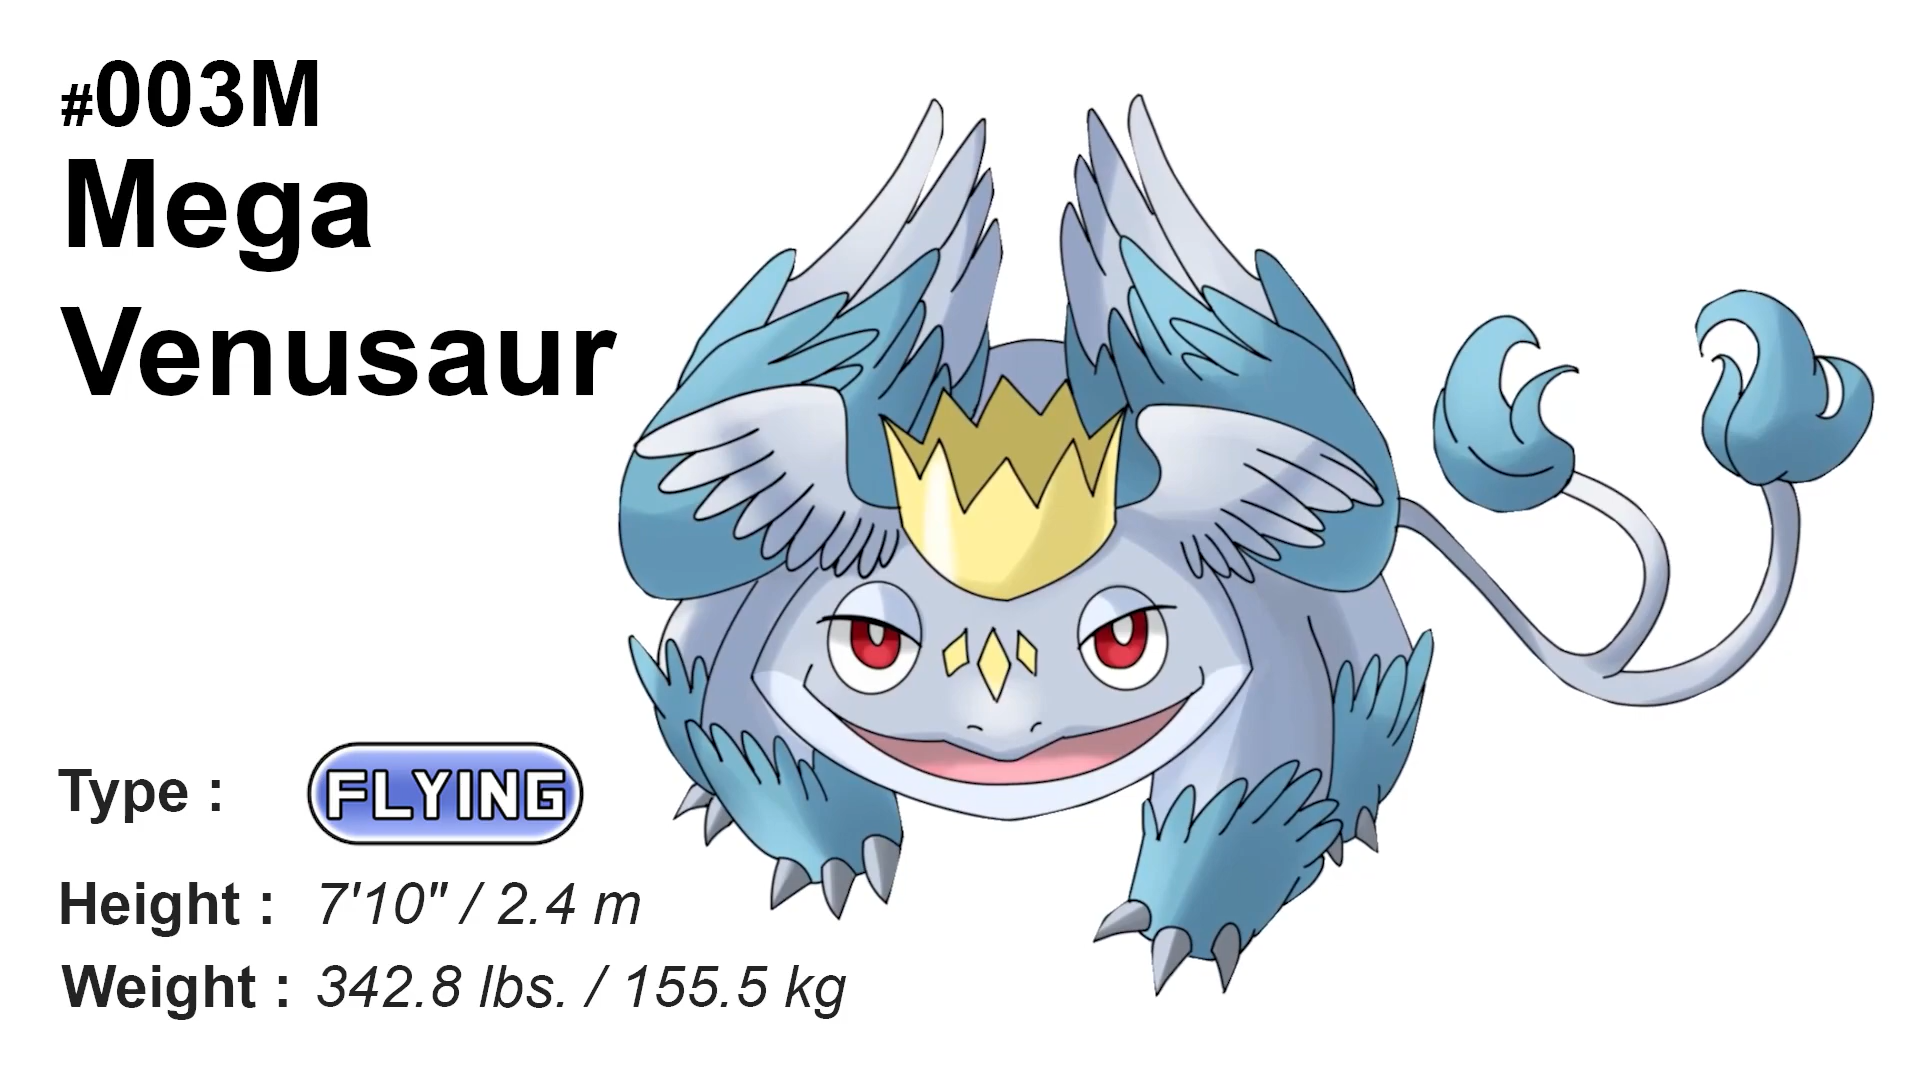 #003M
Mega
Venusaur
Type : FLYING
Height : 7'10" / 2.4 m
Weight : 342.8 lbs. / 155.5 kg